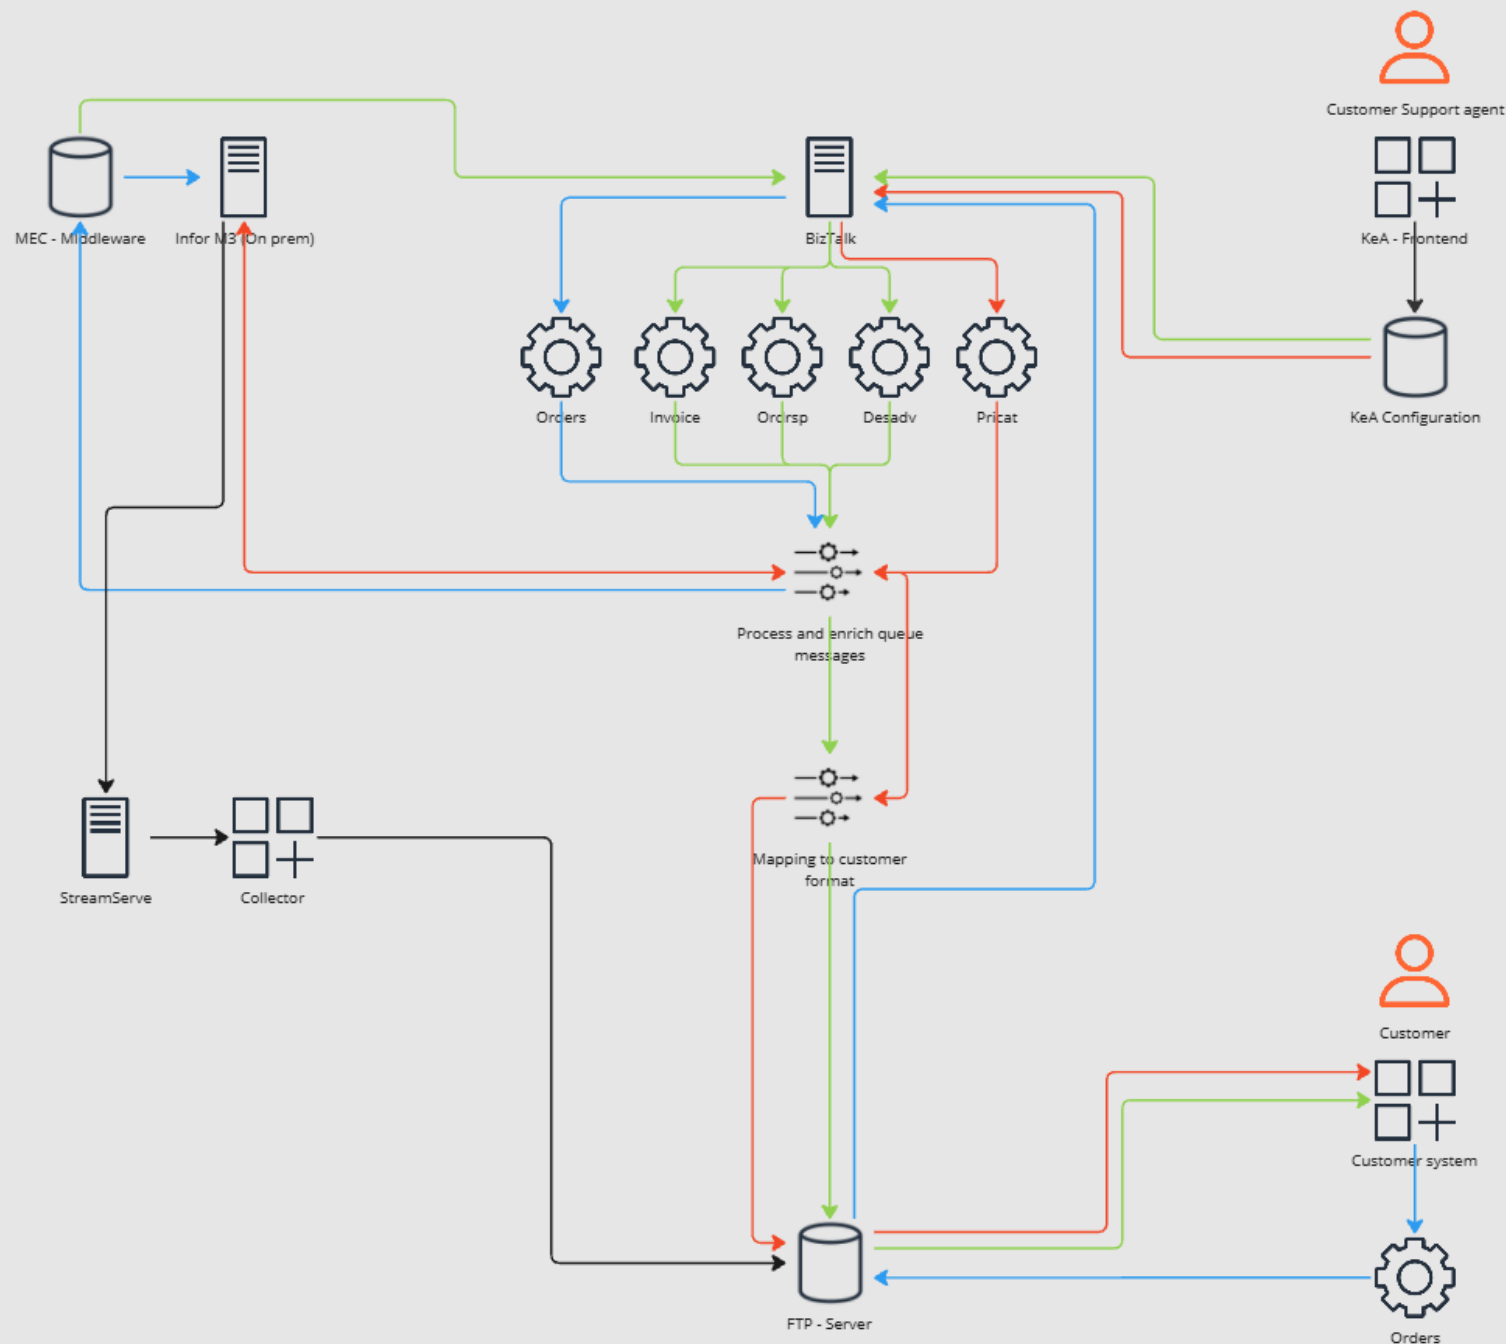 Customer Support agent
MEC - Middleware
Infor M3 (On prem)
BizTalk
KeA - Frontend
Orders
Invoice
Ordrsp
Desadv
Pricat
KeA Configuration
Process and enrich queue
messages
Mapping to customer
format
StreamServe
Collector
Customer
Customer system
FTP - Server
Orders